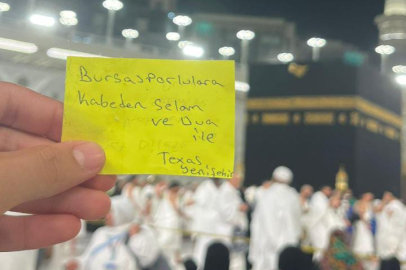 Bursasporlulara
Kabeden Selam
ve Dua
ile
Texas
Yenişehir